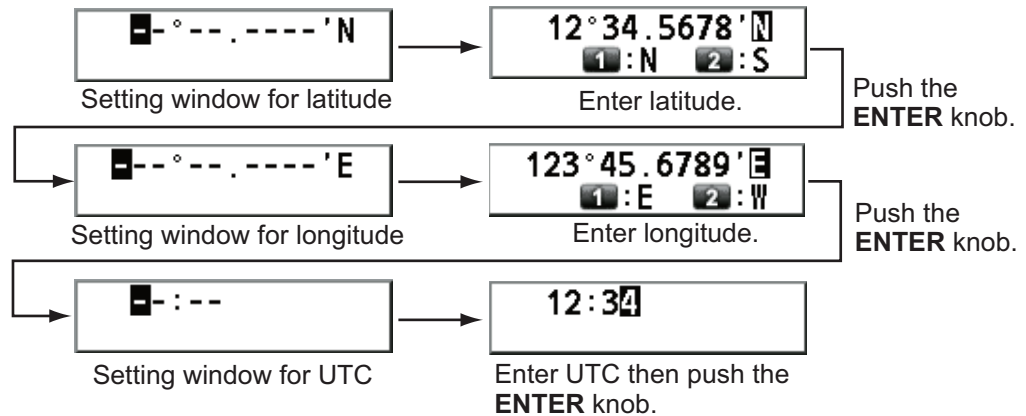 --°--.----'N
12°34.5678'N
1 : N 2 : S
Setting window for latitude
Enter latitude.
Push the
ENTER knob.
---°--.----'E
123°45.6789'E
1 : E 2 : W
Setting window for longitude
Enter longitude.
Push the
ENTER knob.
--:--
12:34
Setting window for UTC
Enter UTC then push the
ENTER knob.